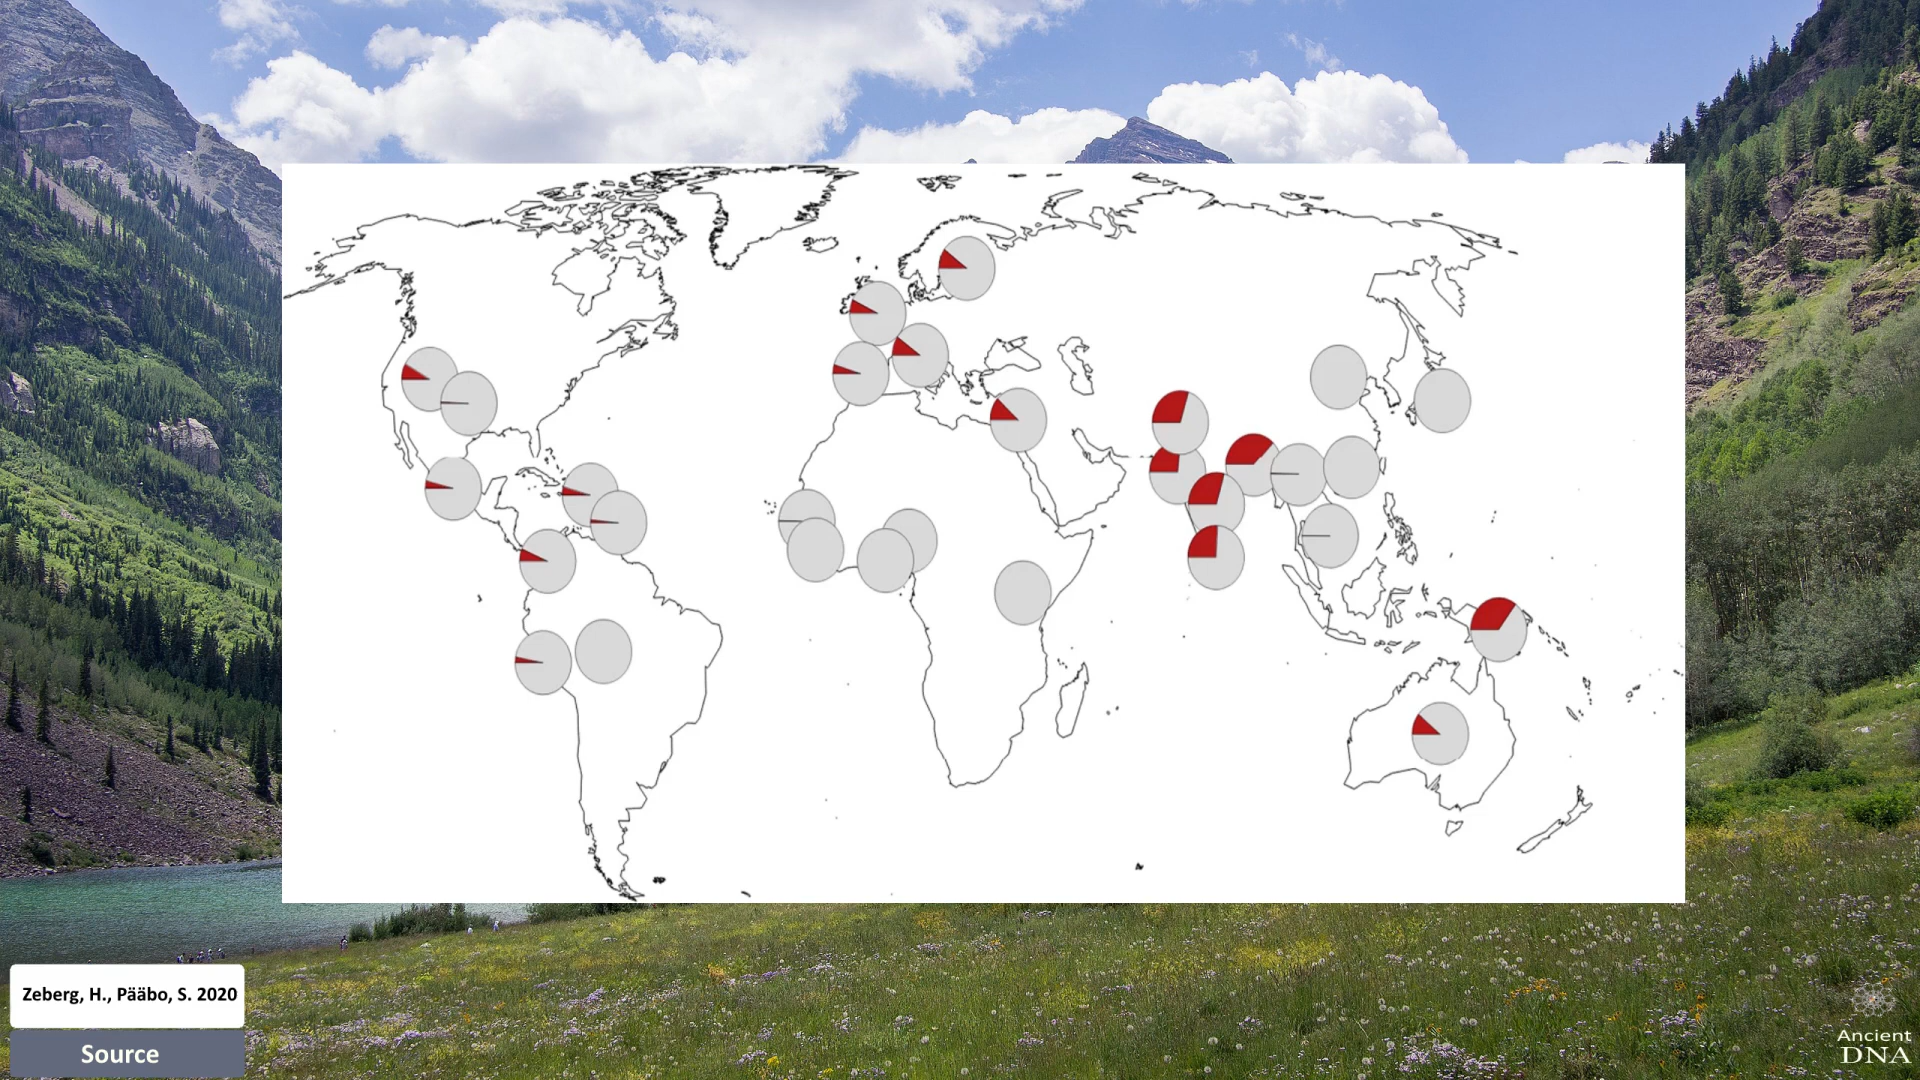 Zeberg, H., Pääbo, S. 2020
Source
Ancient
DNA